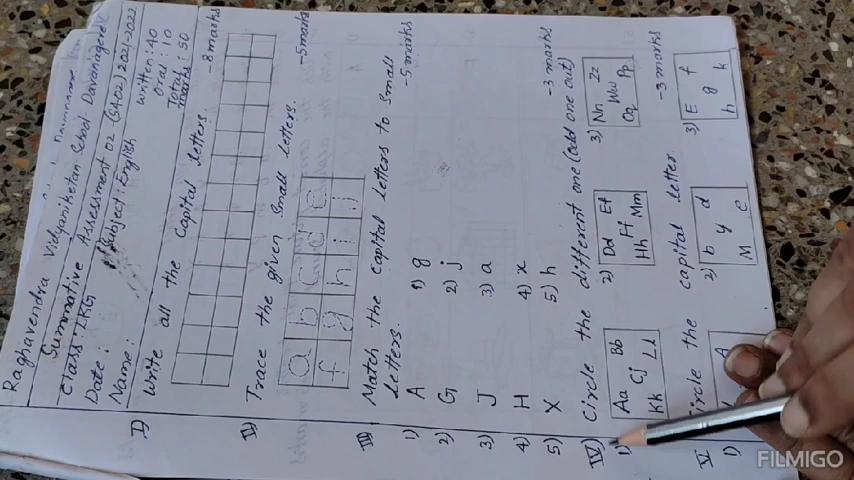 Raghavendra Vidyaniketan School Davanagere
Summative Assessment 02 (SA02) 2021-2022
Class: LKG Subject: English written: 40
Date: oral: 10
Name: Total marks: 50
I) Write all the Capital letters. -8 marks
II) Trace the given Small letters. -5 marks
a b c d e
f g h i j
III) Match the capital letters to small letters. -5 marks
1) A 1) g
2) G 2) j
3) J 3) a
4) H 4) x
5) X 5) h
IV) Circle the different one (odd one out) -3 marks
1) Aa Bb Cj Kk Ll
2) Dd Ef Ff Hh Mm
3) Nn Zz Ww Oq Pp
V Circle the capital letter. -3 marks
1) A
2) b d y M e
3) E f g h k
FILMIGO